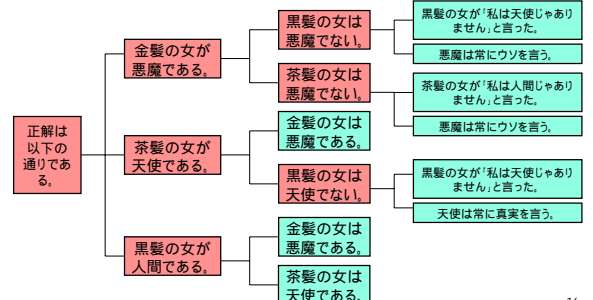 正解は
以下の
通りであ
る。
金髪の女が
悪魔である。
黒髪の女は
悪魔でない。
黒髪の女が「私は天使じゃあり
ません」と言った。
悪魔は常にウソを言う。
茶髪の女は
悪魔でない。
茶髪の女が「私は人間じゃあり
ません」と言った。
悪魔は常にウソを言う。
茶髪の女が
天使である。
金髪の女は
悪魔である。
黒髪の女は
天使でない。
黒髪の女が「私は天使じゃあり
ません」と言った。
天使は常に真実を言う。
黒髪の女が
人間である。
金髪の女は
悪魔である。
茶髪の女は
天使である。